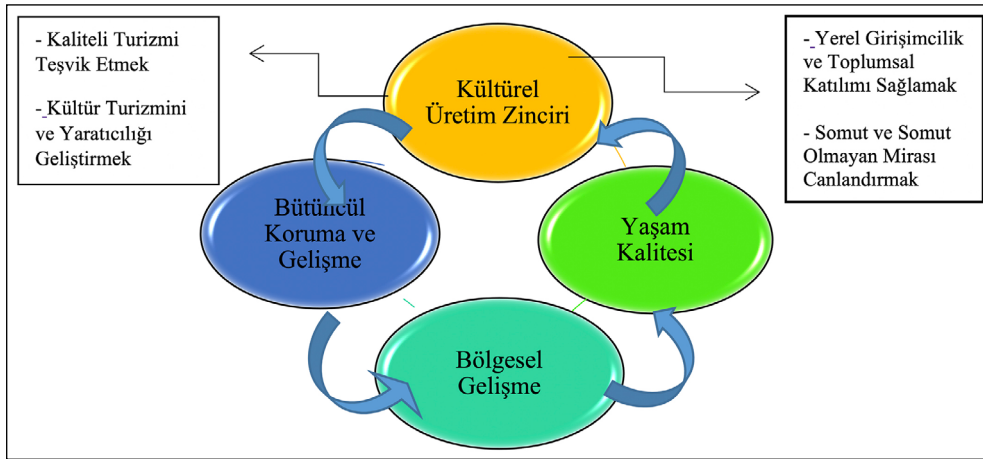 - Kaliteli Turizmi
Teşvik Etmek
- Kültür Turizmini
ve Yaratıcılığı
Geliştirmek
Kültürel
Üretim Zinciri
- Yerel Girişimcilik
ve Toplumsal
Katılımı Sağlamak
- Somut ve Somut
Olmayan Mirası
Canlandırmak
Bütüncül
Koruma ve
Gelişme
Yaşam
Kalitesi
Bölgesel
Gelişme